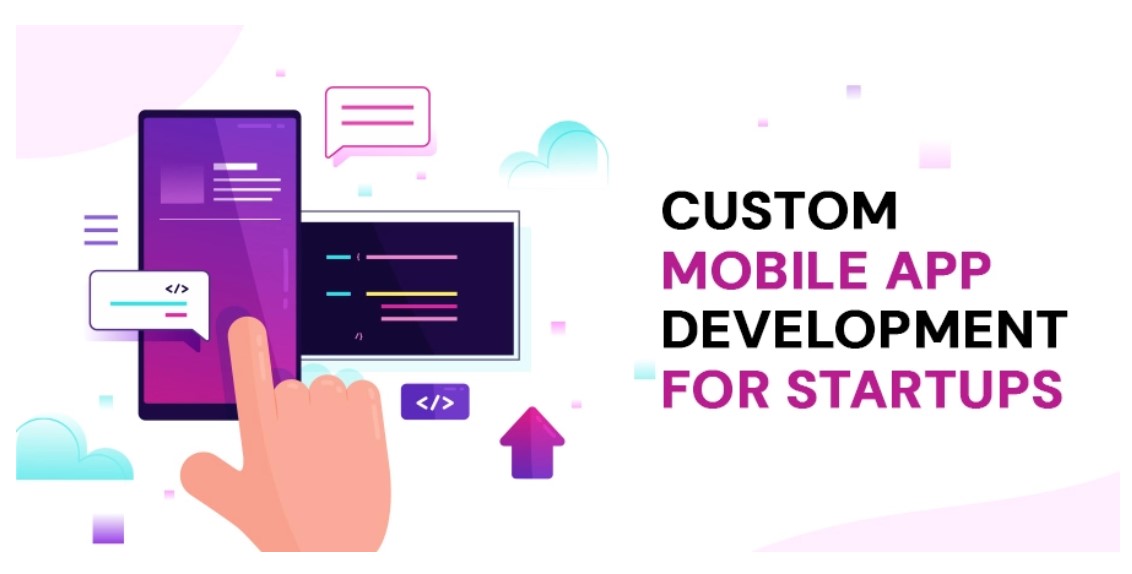 </>
</>
CUSTOM
MOBILE APP
DEVELOPMENT
FOR STARTUPS